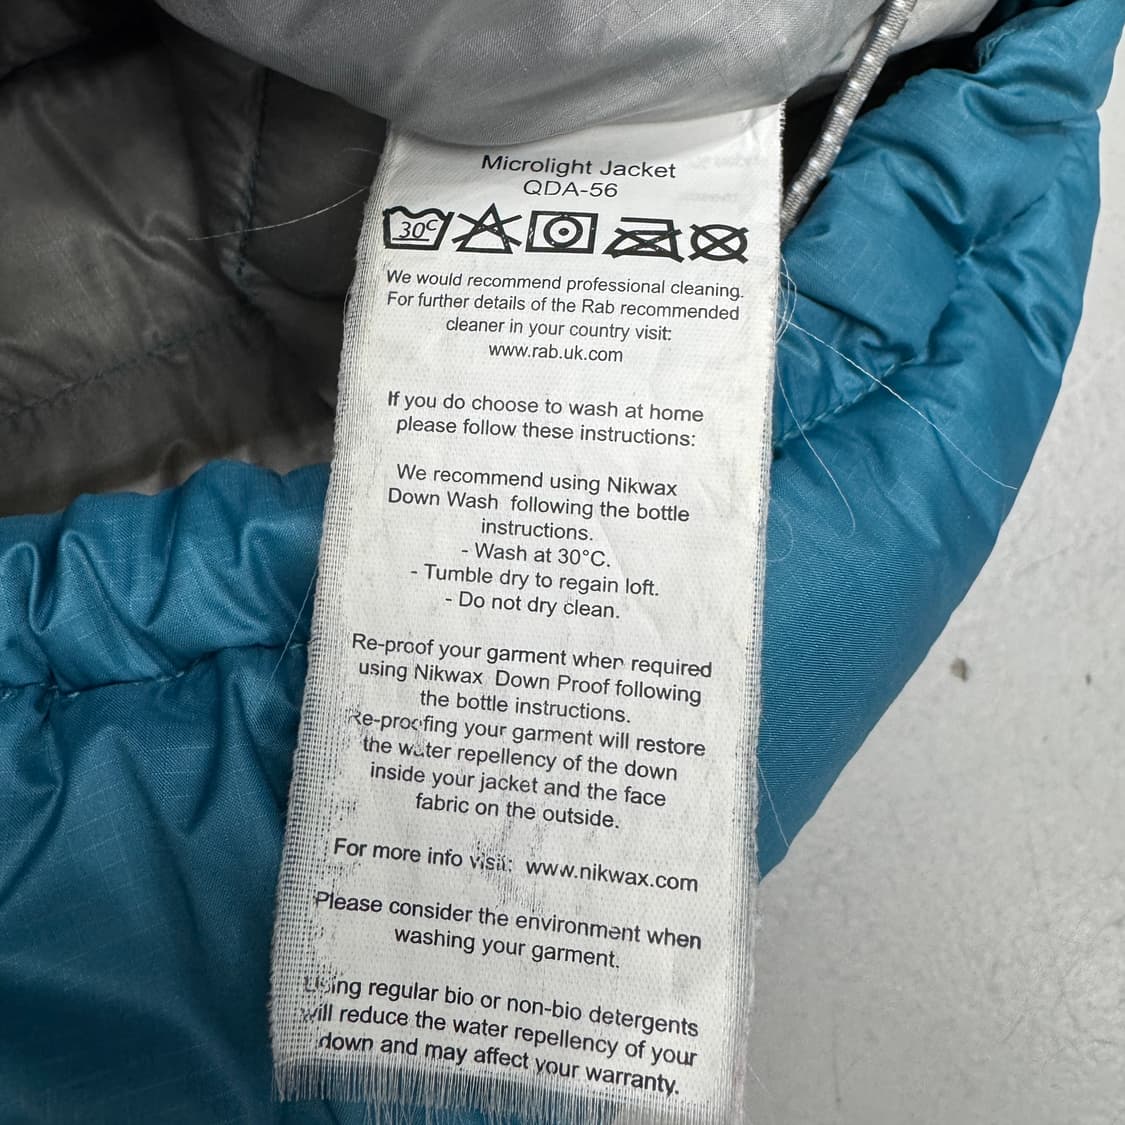 Microlight Jacket
QDA-56
30°
We would recommend professional cleaning.
For further details of the Rab recommended
cleaner in your country visit:
www.rab.uk.com
If you do choose to wash at home
please follow these instructions:
We recommend using Nikwax
Down Wash following the bottle
instructions.
- Wash at 30°C.
- Tumble dry to regain loft.
- Do not dry clean.
Re-proof your garment when required
using Nikwax Down Proof following
the bottle instructions.
Re-proofing your garment will restore
the water repellency of the down
inside your jacket and the face
fabric on the outside.
For more info visit: www.nikwax.com
Please consider the environment when
washing your garment.
Using regular bio or non-bio detergents
will reduce the water repellency of your
down and may affect your warranty.